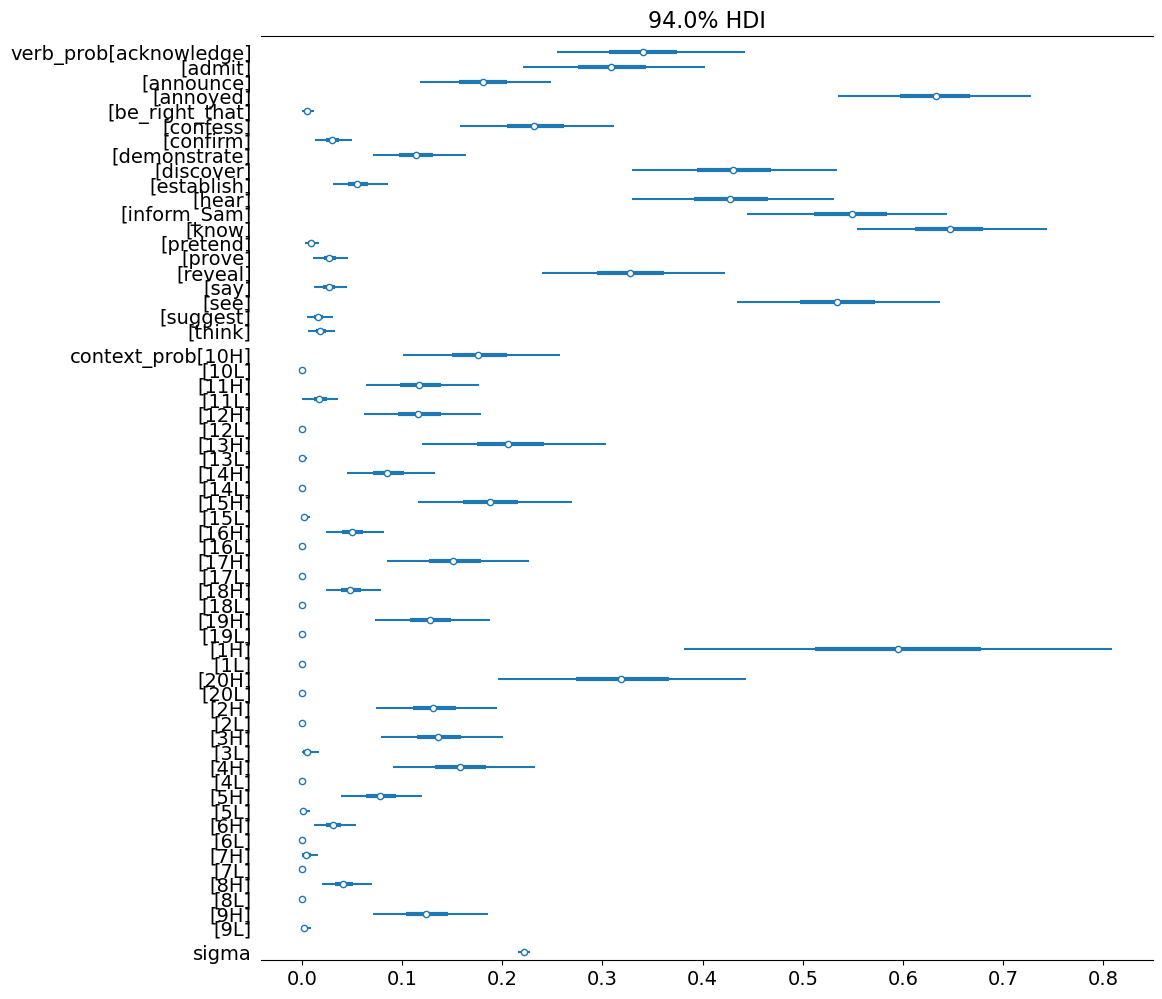 94.0% HDI
verb_prob[acknowledge]
[admit]
[announce]
[annoyed]
[be_right_that]
[confess]
[confirm]
[demonstrate]
[discover]
[establish]
[hear]
[inform_Sam]
[know]
[pretend]
[prove]
[reveal]
[say]
[see]
[suggest]
[think]
context_prob[10H]
[10L]
[11H]
[11L]
[12H]
[12L]
[13H]
[13L]
[14H]
[14L]
[15H]
[15L]
[16H]
[16L]
[17H]
[17L]
[18H]
[18L]
[19H]
[19L]
[1H]
[1L]
[20H]
[20L]
[2H]
[2L]
[3H]
[3L]
[4H]
[4L]
[5H]
[5L]
[6H]
[6L]
[7H]
[7L]
[8H]
[8L]
[9H]
[9L]
sigma
0.0 0.1 0.2 0.3 0.4 0.5 0.6 0.7 0.8